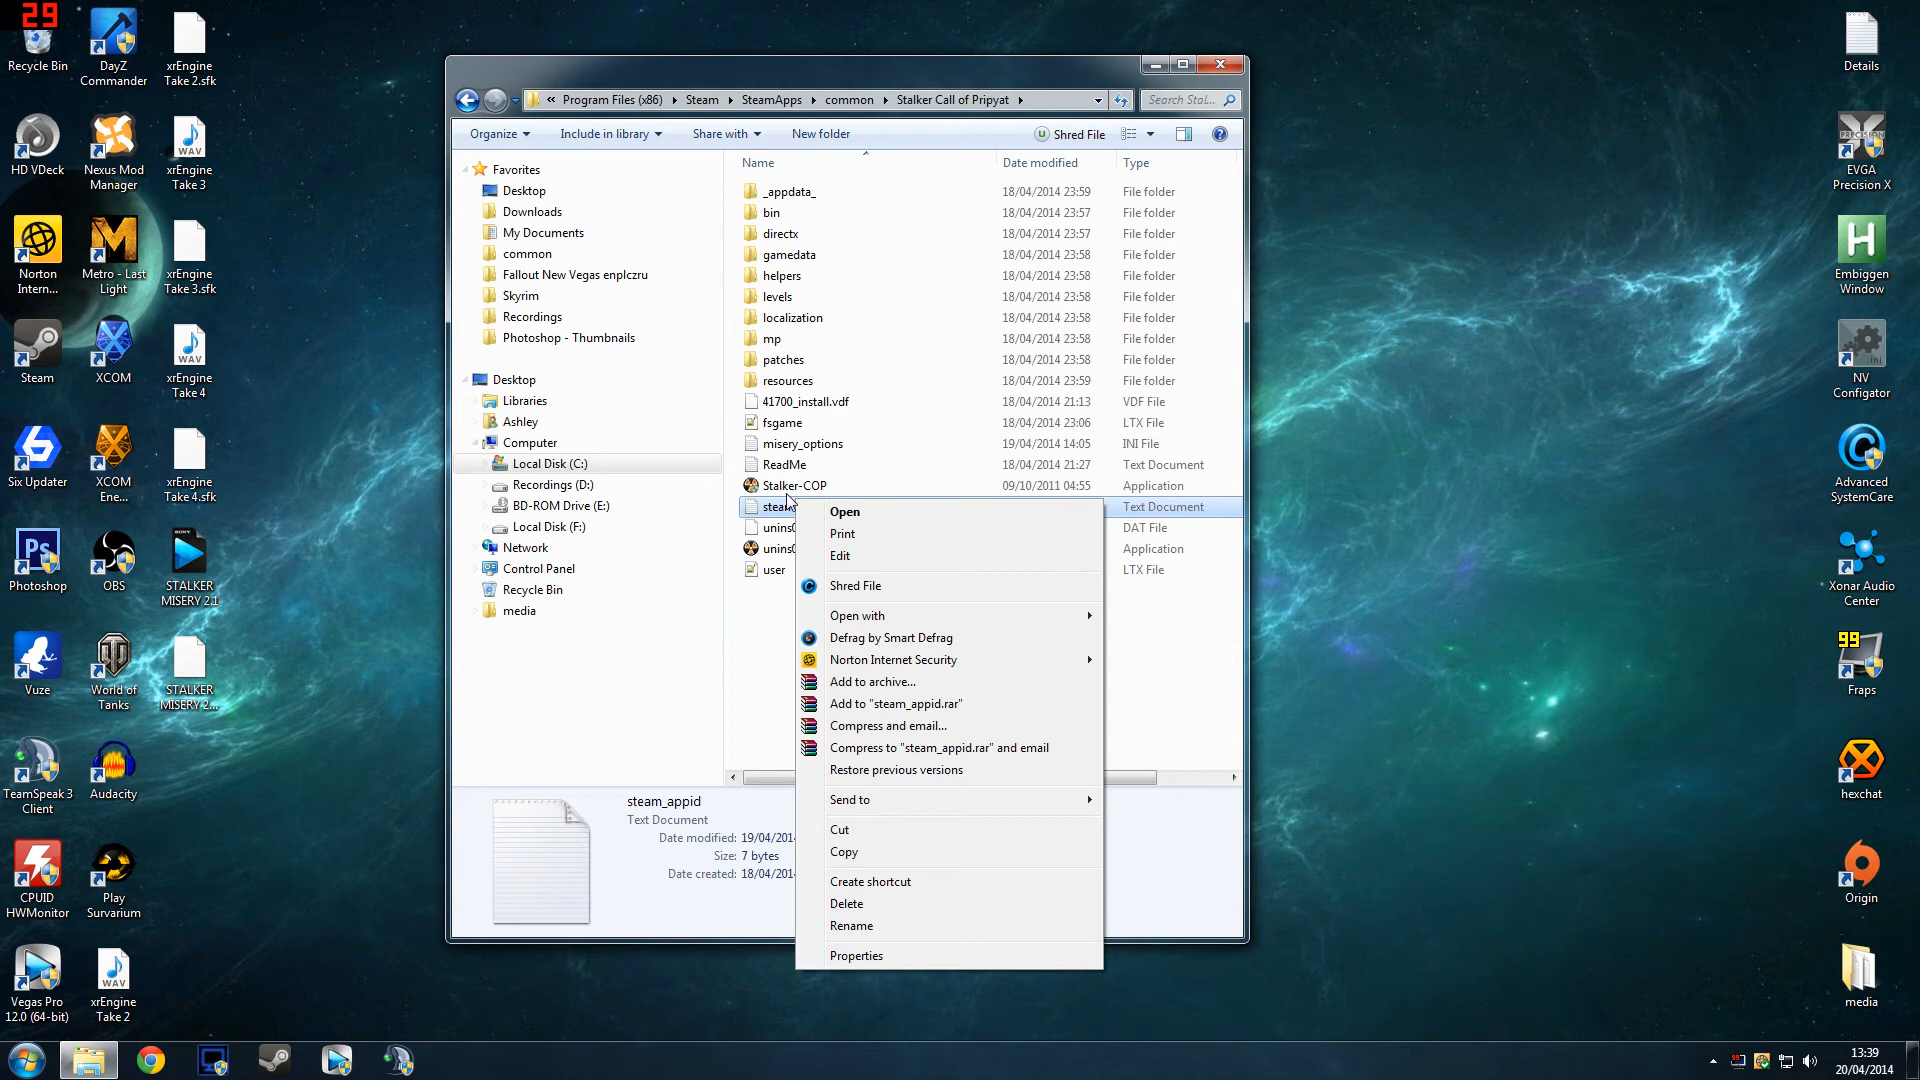 29
Recycle Bin
DayZ
Commander
xrEngine
Take 2.sfk
HD VDeck
Nexus Mod
Manager
xrEngine
Take 3
Norton
Intern...
Metro - Last
Light
xrEngine
Take 3.sfk
Steam
XCOM
xrEngine
Take 4
Six Updater
XCOM
Ene...
xrEngine
Take 4.sfk
Photoshop
OBS
STALKER
MISERY 2.1
Vuze
World of
Tanks
STALKER
MISERY 2...
TeamSpeak 3
Client
Audacity
CPUID
HWMonitor
Play
Survarium
Vegas Pro
12.0 (64-bit)
xrEngine
Take 2
« Program Files (x86) Steam SteamApps common Stalker Call of Pripyat
Search Stal...
Organize Include in library Share with New folder Shred File
Favorites
Desktop
Downloads
My Documents
common
Fallout New Vegas enplczru
Skyrim
Recordings
Photoshop - Thumbnails
Desktop
Libraries
Ashley
Computer
Local Disk (C:)
Recordings (D:)
BD-ROM Drive (E:)
Local Disk (F:)
Network
Control Panel
Recycle Bin
media
Name Date modified Type
_appdata_ 18/04/2014 23:59 File folder
bin 18/04/2014 23:57 File folder
directx 18/04/2014 23:57 File folder
gamedata 18/04/2014 23:58 File folder
helpers 18/04/2014 23:58 File folder
levels 18/04/2014 23:58 File folder
localization 18/04/2014 23:58 File folder
mp 18/04/2014 23:58 File folder
patches 18/04/2014 23:58 File folder
resources 18/04/2014 23:59 File folder
41700_install.vdf 18/04/2014 21:13 VDF File
fsgame 18/04/2014 23:06 LTX File
misery_options 19/04/2014 14:05 INI File
ReadMe 18/04/2014 21:27 Text Document
Stalker-COP 09/10/2011 04:55 Application
Text Document
DAT File
Application
user LTX File
Open
Print
Edit
Shred File
Open with
Defrag by Smart Defrag
Norton Internet Security
Add to archive...
Add to "steam_appid.rar"
Compress and email...
Compress to "steam_appid.rar" and email
Restore previous versions
Send to
Cut
Copy
Create shortcut
Delete
Rename
Properties
steam_appid
Text Document
Date modified: 19/04/2014
Size: 7 bytes
Date created: 18/04/2014
Details
PRECISION
EVGA
Precision X
H
Embiggen
Window
.ini
NV
Configator
Advanced
SystemCare
Xonar Audio
Center
99
Fraps
hexchat
Origin
media
13:39
20/04/2014